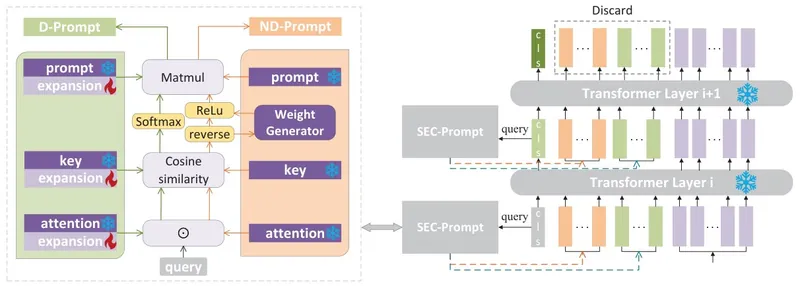 D-Prompt
ND-Prompt
prompt
expansion
Matmul
prompt
Softmax
ReLu
reverse
Weight
Generator
key
expansion
Cosine
similarity
key
attention
expansion
⊙
attention
query
Discard
c
l
s
...
...
...
Transformer Layer i+1
SEC-Prompt
query
c
l
s
...
...
...
Transformer Layer i
SEC-Prompt
query
c
l
s
...
...
...